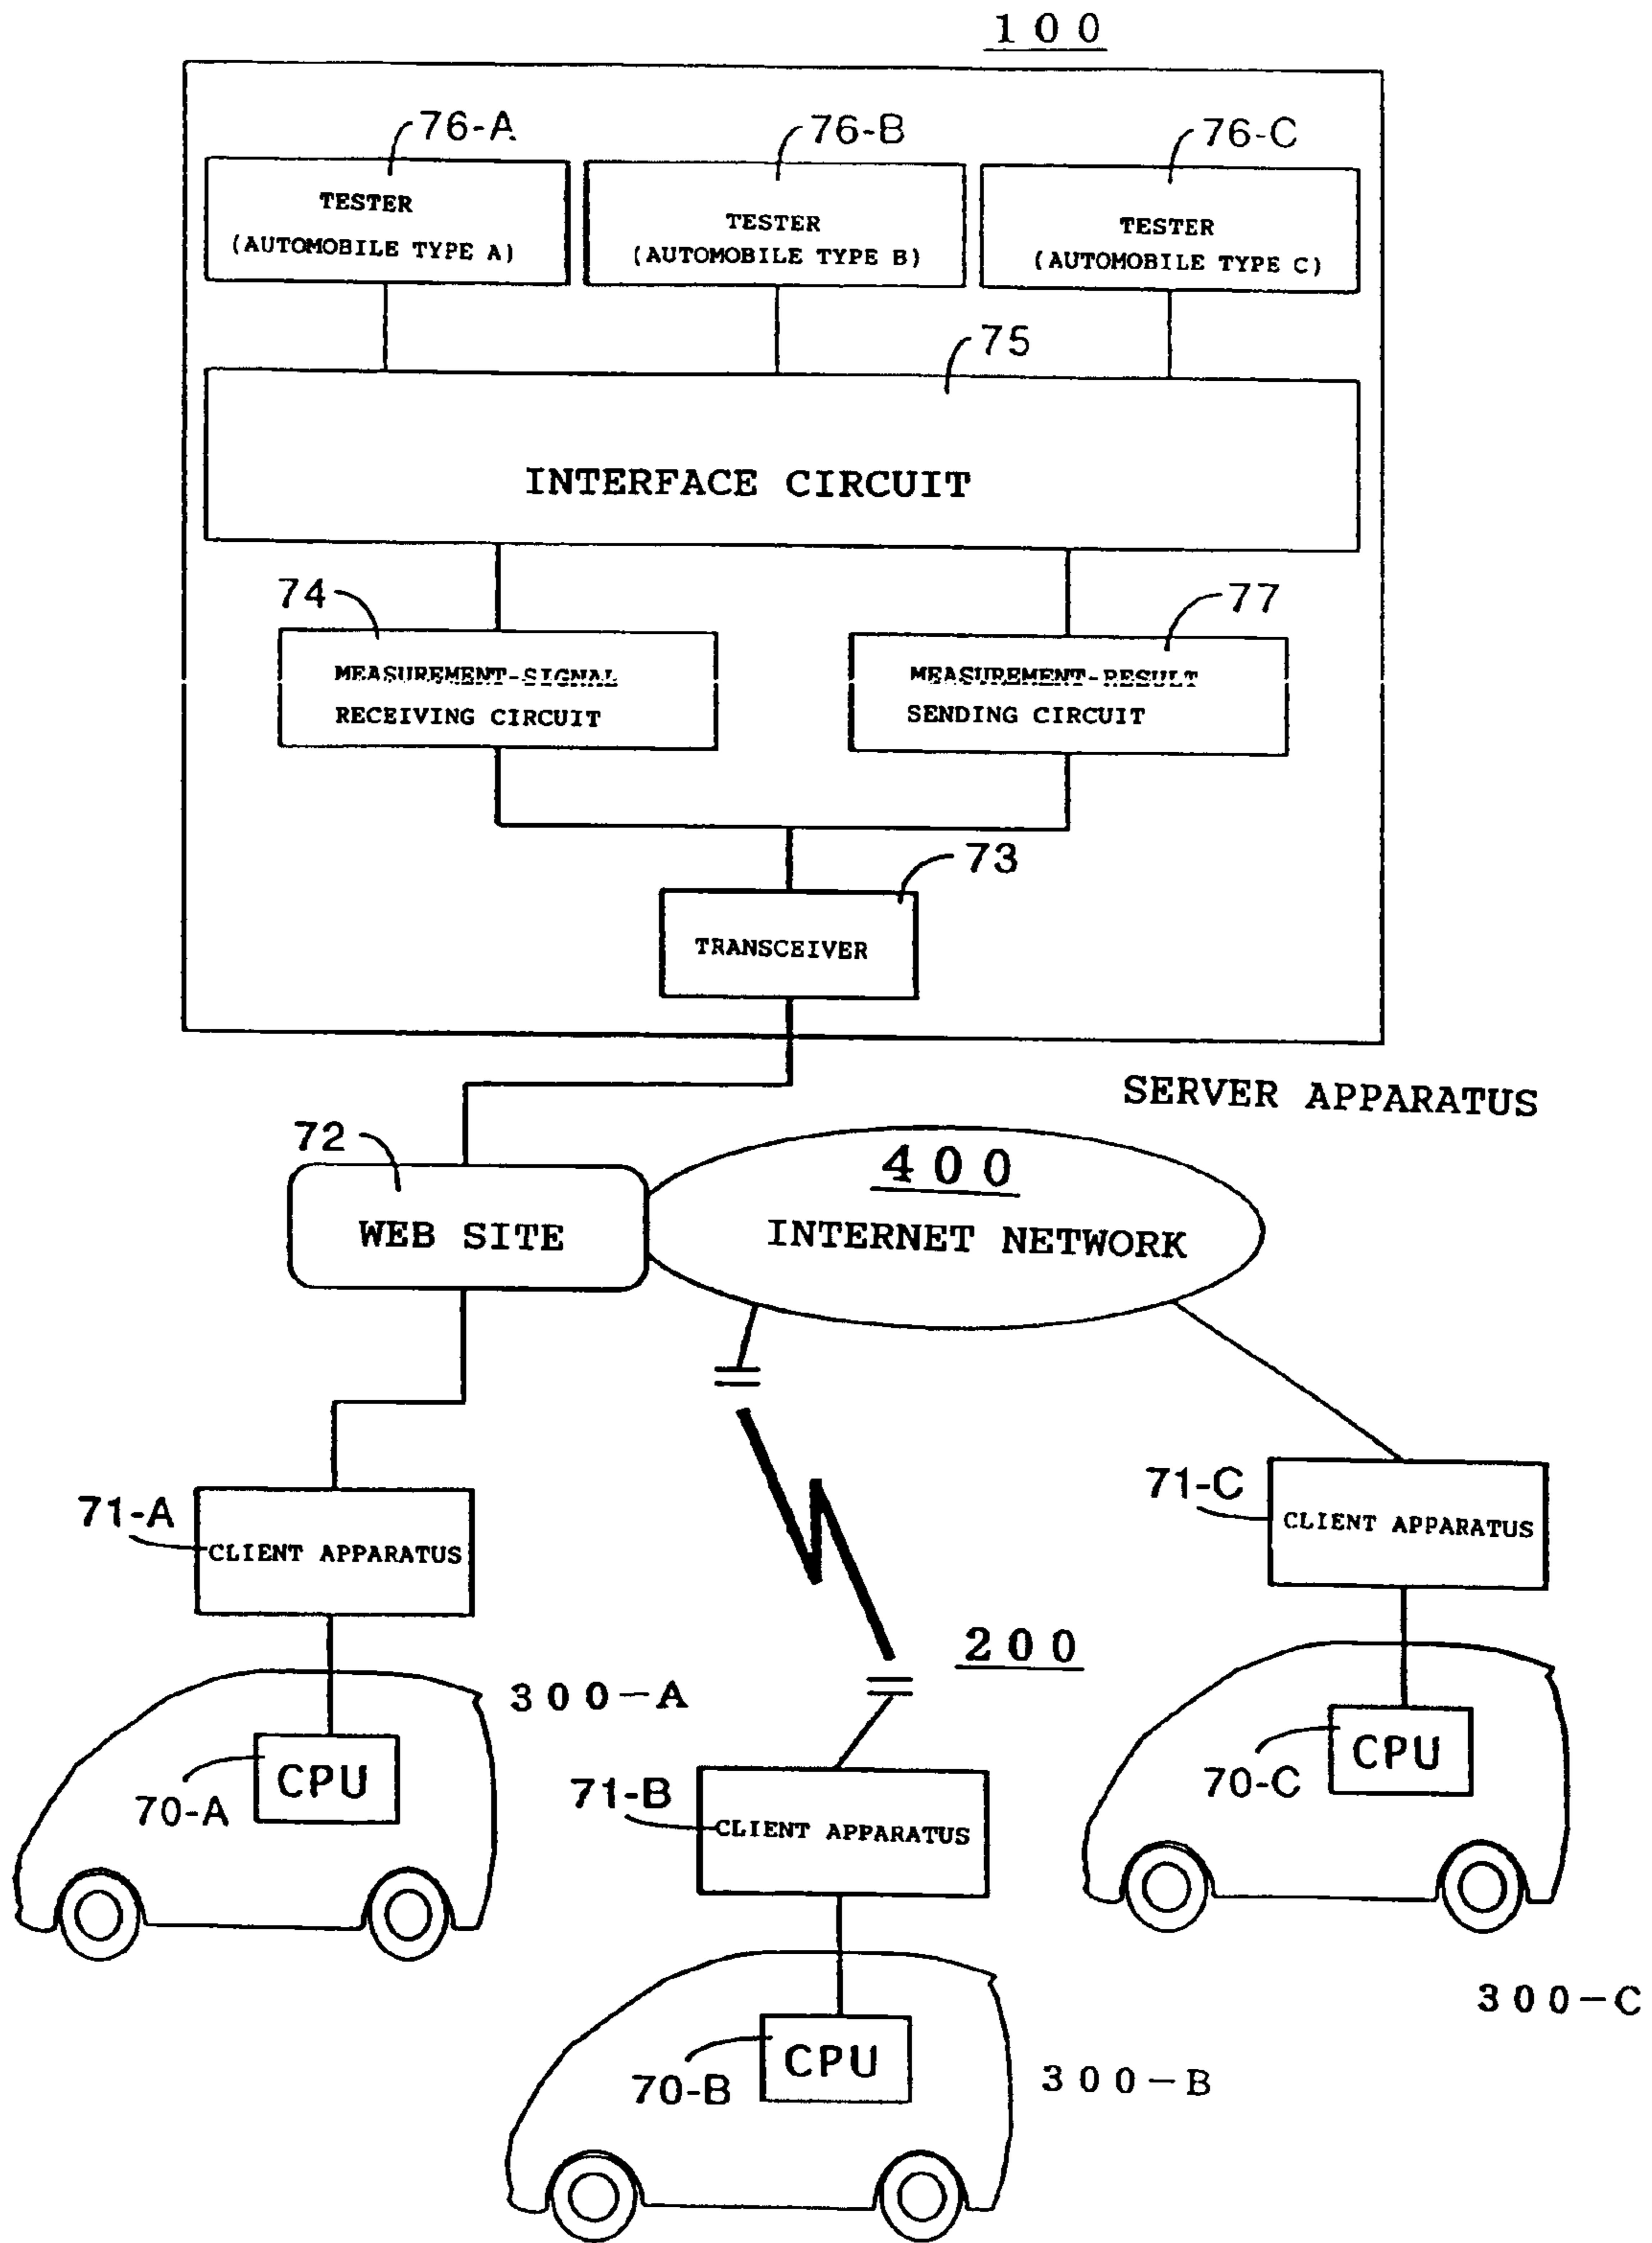 100
76-A
76-B
76-C
TESTER
(AUTOMOBILE TYPE A)
TESTER
(AUTOMOBILE TYPE B)
TESTER
(AUTOMOBILE TYPE C)
75
INTERFACE CIRCUIT
74
77
MEASUREMENT-SIGNAL
RECEIVING CIRCUIT
MEASUREMENT-RESULT
SENDING CIRCUIT
73
TRANSCEIVER
SERVER APPARATUS
72
WEB SITE
400
INTERNET NETWORK
71-A
CLIENT APPARATUS
71-C
CLIENT APPARATUS
200
300-A
CPU
70-A
71-B
CLIENT APPARATUS
CPU
70-C
300-C
CPU
70-B
300-B